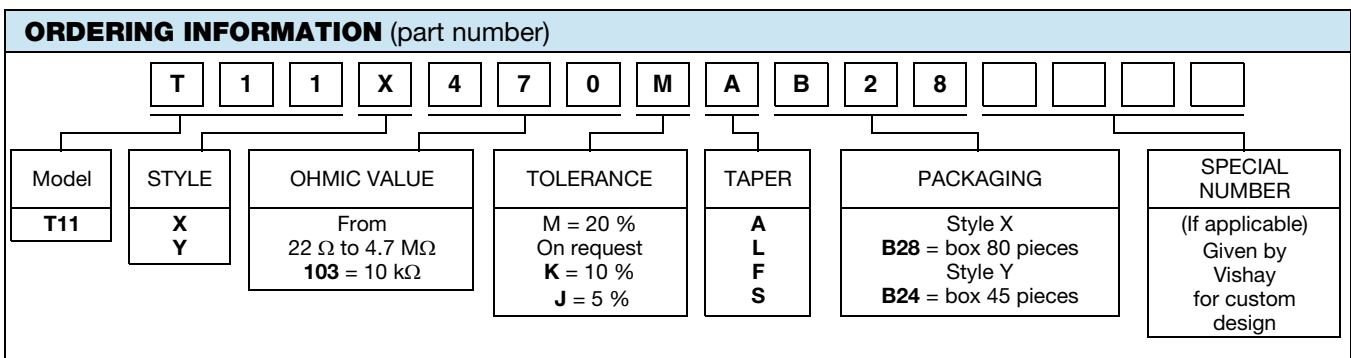 ORDERING INFORMATION (part number)
T 1 1 X 4 7 0 M A B 2 8
Model
T11
STYLE
X
Y
OHMIC VALUE
From
22 Ω to 4.7 MΩ
103 = 10 kΩ
TOLERANCE
M = 20 %
On request
K = 10 %
J = 5 %
TAPER
A
L
F
S
PACKAGING
Style X
B28 = box 80 pieces
Style Y
B24 = box 45 pieces
SPECIAL
NUMBER
(If applicable)
Given by
Vishay
for custom
design